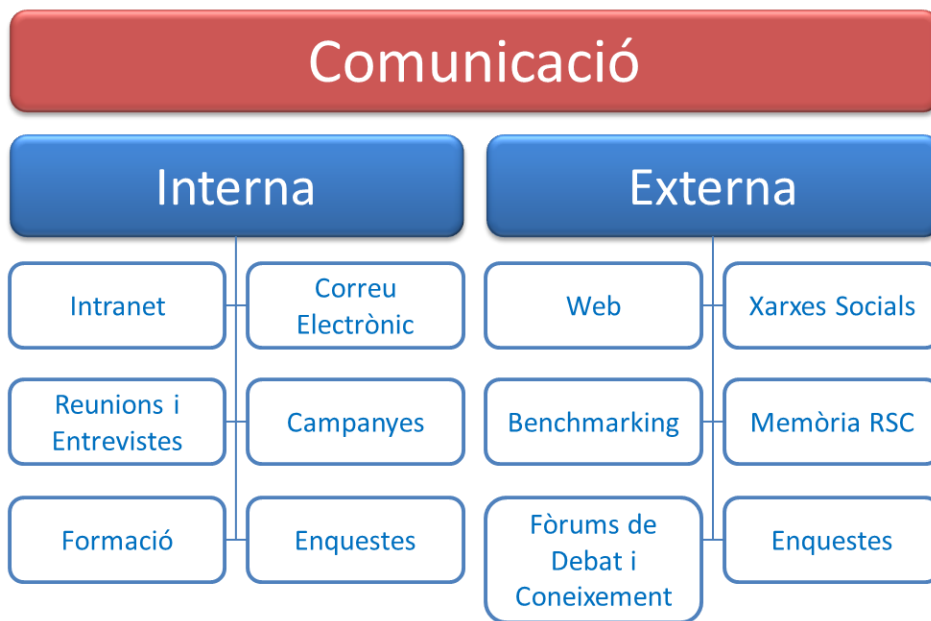 Comunicació
Interna
Externa
Intranet
Correu
Electrònic
Web
Xarxes Socials
Reunions i
Entrevistes
Campanyes
Benchmarking
Memòria RSC
Formació
Enquestes
Fòrums de
Debat i
Coneixement
Enquestes